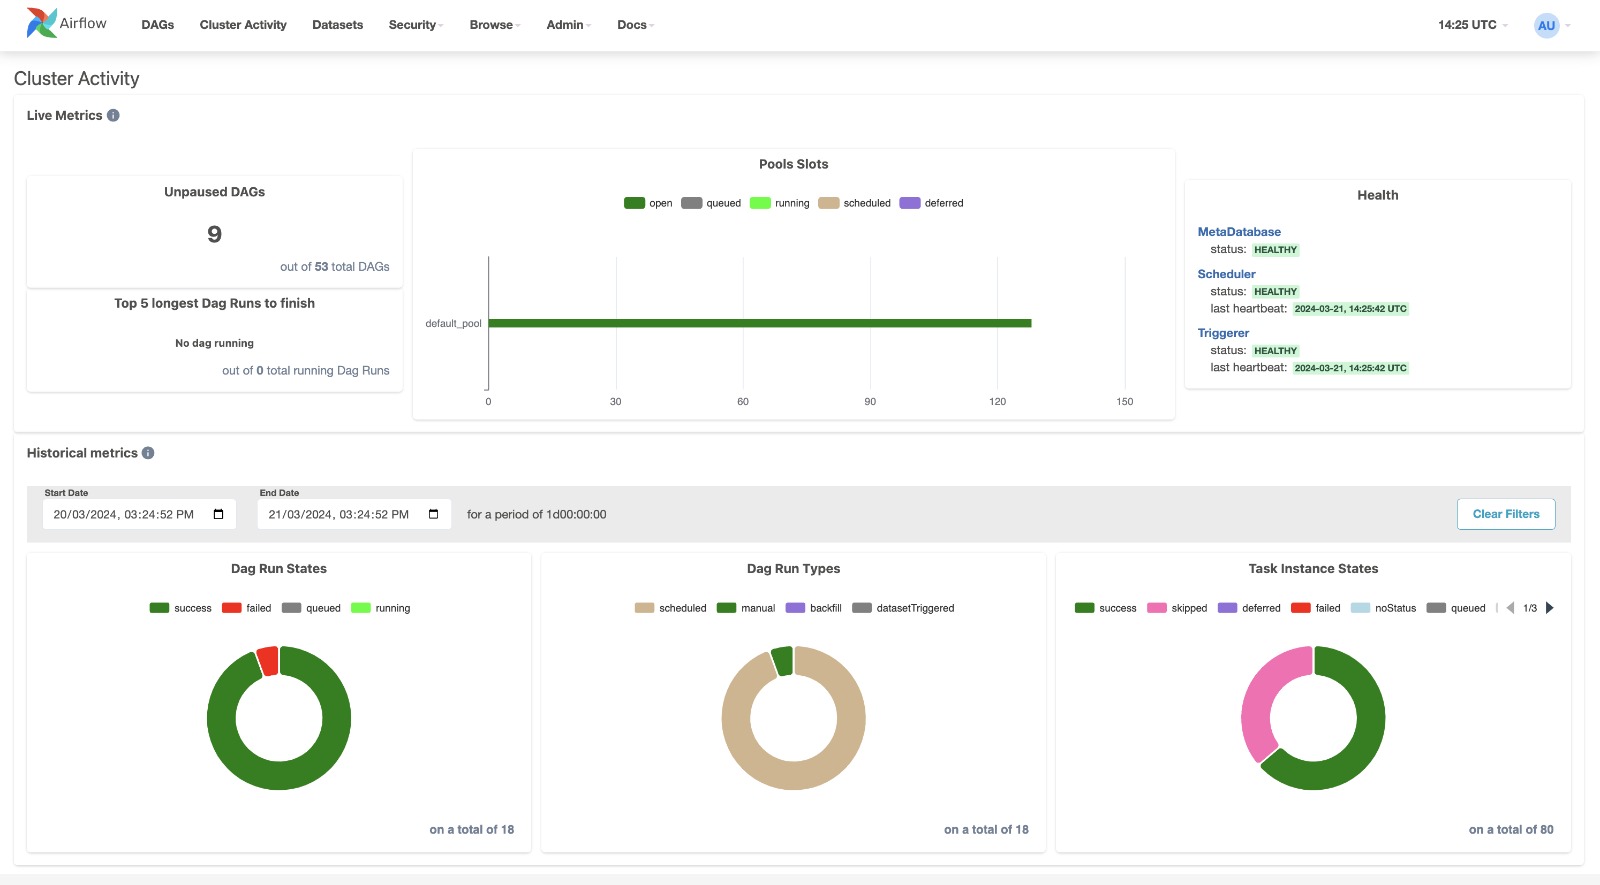 Airflow DAGs Cluster Activity Datasets Security Browse Admin Docs 14:25 UTC AU
Cluster Activity
Live Metrics
Unpaused DAGs
9
out of 53 total DAGs
Top 5 longest Dag Runs to finish
No dag running
out of 0 total running Dag Runs
Pools Slots
open queued running scheduled deferred
default_pool
0 30 60 90 120 150
Health
MetaDatabase
status: HEALTHY
Scheduler
status: HEALTHY
last heartbeat: 2024-03-21, 14:25:42 UTC
Triggerer
status: HEALTHY
last heartbeat: 2024-03-21, 14:25:42 UTC
Historical metrics
Start Date
20/03/2024, 03:24:52 PM
End Date
21/03/2024, 03:24:52 PM
for a period of 1d00:00:00
Clear Filters
Dag Run States
success failed queued running
on a total of 18
Dag Run Types
scheduled manual backfill datasetTriggered
on a total of 18
Task Instance States
success skipped deferred failed noStatus queued 1/3
on a total of 80